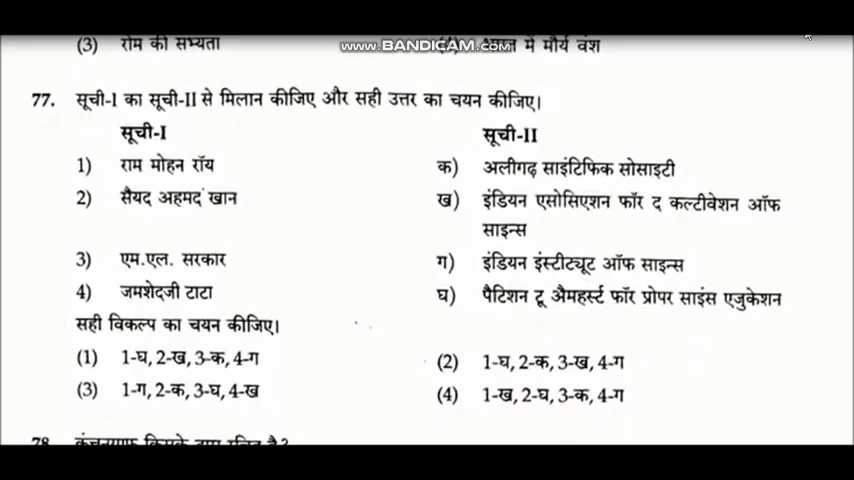 (3) रोम की सभ्यता
WWW.BANDICAM.COM
में मौर्य वंश
77. सूची-I का सूची-II से मिलान कीजिए और सही उत्तर का चयन कीजिए।
सूची-I सूची-II
1) राम मोहन रॉय क) अलीगढ़ साइंटिफिक सोसाइटी
2) सैयद अहमद खान ख) इंडियन एसोसिएशन फॉर द कल्टीवेशन ऑफ
साइन्स
3) एम.एल. सरकार ग) इंडियन इंस्टीट्यूट ऑफ साइन्स
4) जमशेदजी टाटा घ) पैटिशन टू अैमहर्स्ट फॉर प्रोपर साइंस एजुकेशन
सही विकल्प का चयन कीजिए।
(1) 1-घ, 2-ख, 3-क, 4-ग (2) 1-घ, 2-क, 3-ख, 4-ग
(3) 1-ग, 2-क, 3-घ, 4-ख (4) 1-ख, 2-घ, 3-क, 4-ग
78.